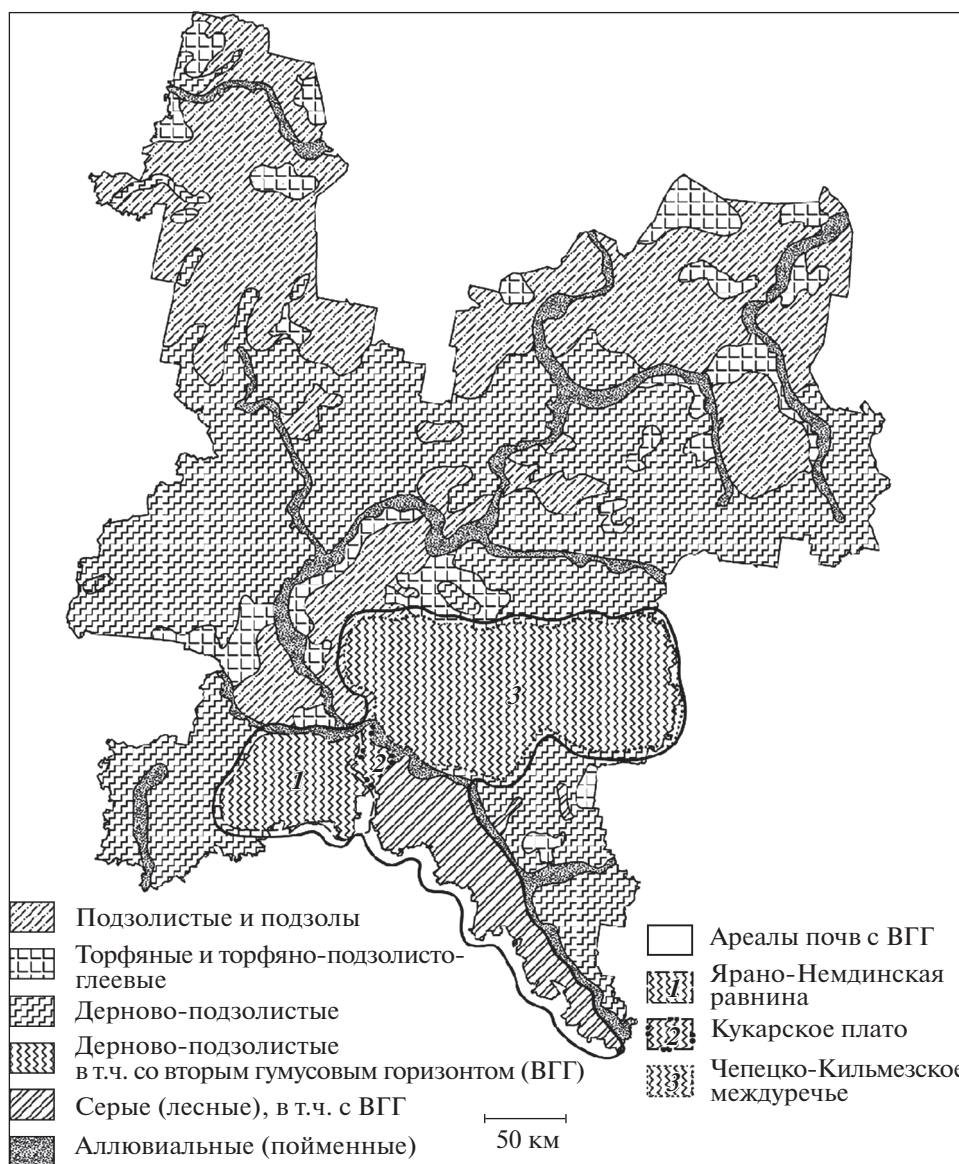 3
1
2
Подзолистые и подзолы
Торфяные и торфяно-подзолисто-
глеевые
Дерново-подзолистые
Дерново-подзолистые
в т.ч. со вторым гумусовым горизонтом (ВГГ)
Серые (лесные), в т.ч. с ВГГ
Аллювиальные (пойменные)
50 км
Ареалы почв с ВГГ
1 Ярано-Немдинская
равнина
2 Кукарское плато
3 Чепецко-Кильмезское
междуречье